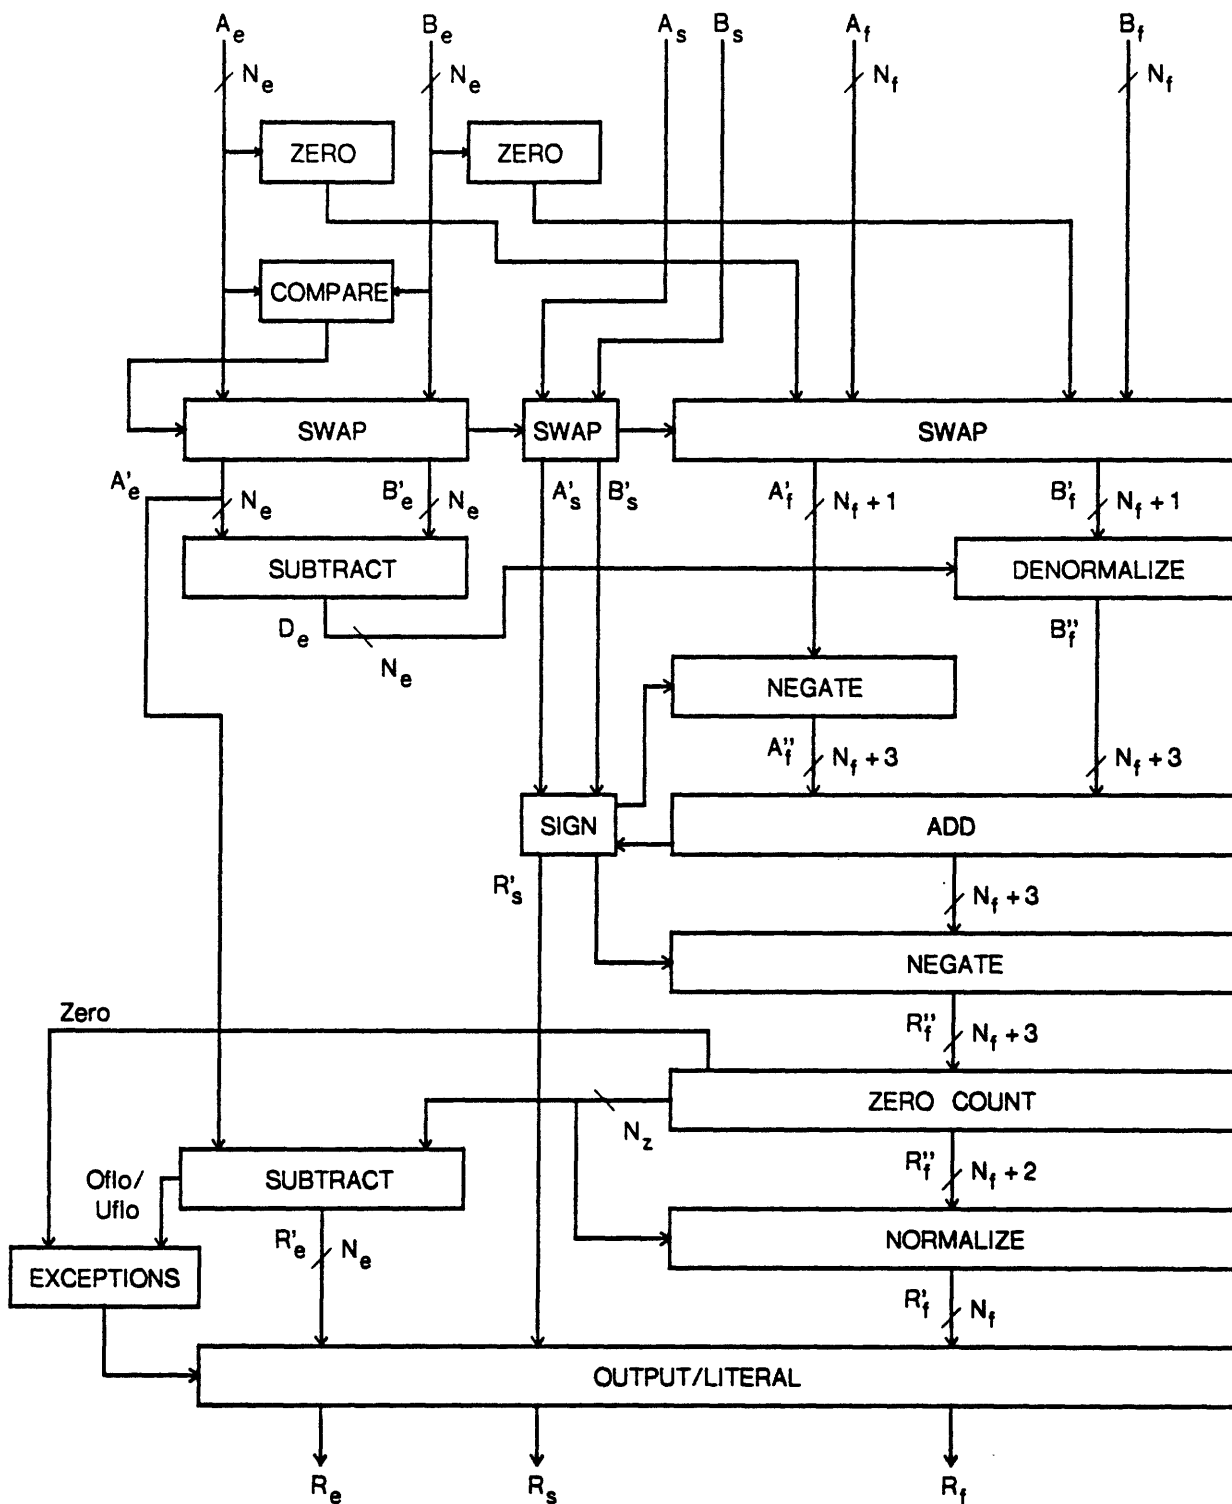 A_e B_e A_s B_s A_f B_f
N_e N_e N_f N_f
ZERO ZERO
COMPARE
SWAP SWAP SWAP
A'_e N_e B'_e N_e A'_s B'_s A'_f N_f + 1 B'_f N_f + 1
SUBTRACT DENORMALIZE
D_e B"_f
N_e
NEGATE
A"_f N_f + 3 N_f + 3
SIGN ADD
R'_s N_f + 3
NEGATE
Zero R"_f N_f + 3
ZERO COUNT
N_z
R"_f N_f + 2
Oflo/
Uflo
SUBTRACT
R'_e N_e NORMALIZE
EXCEPTIONS
R'_f N_f
OUTPUT/LITERAL
R_e R_s R_f